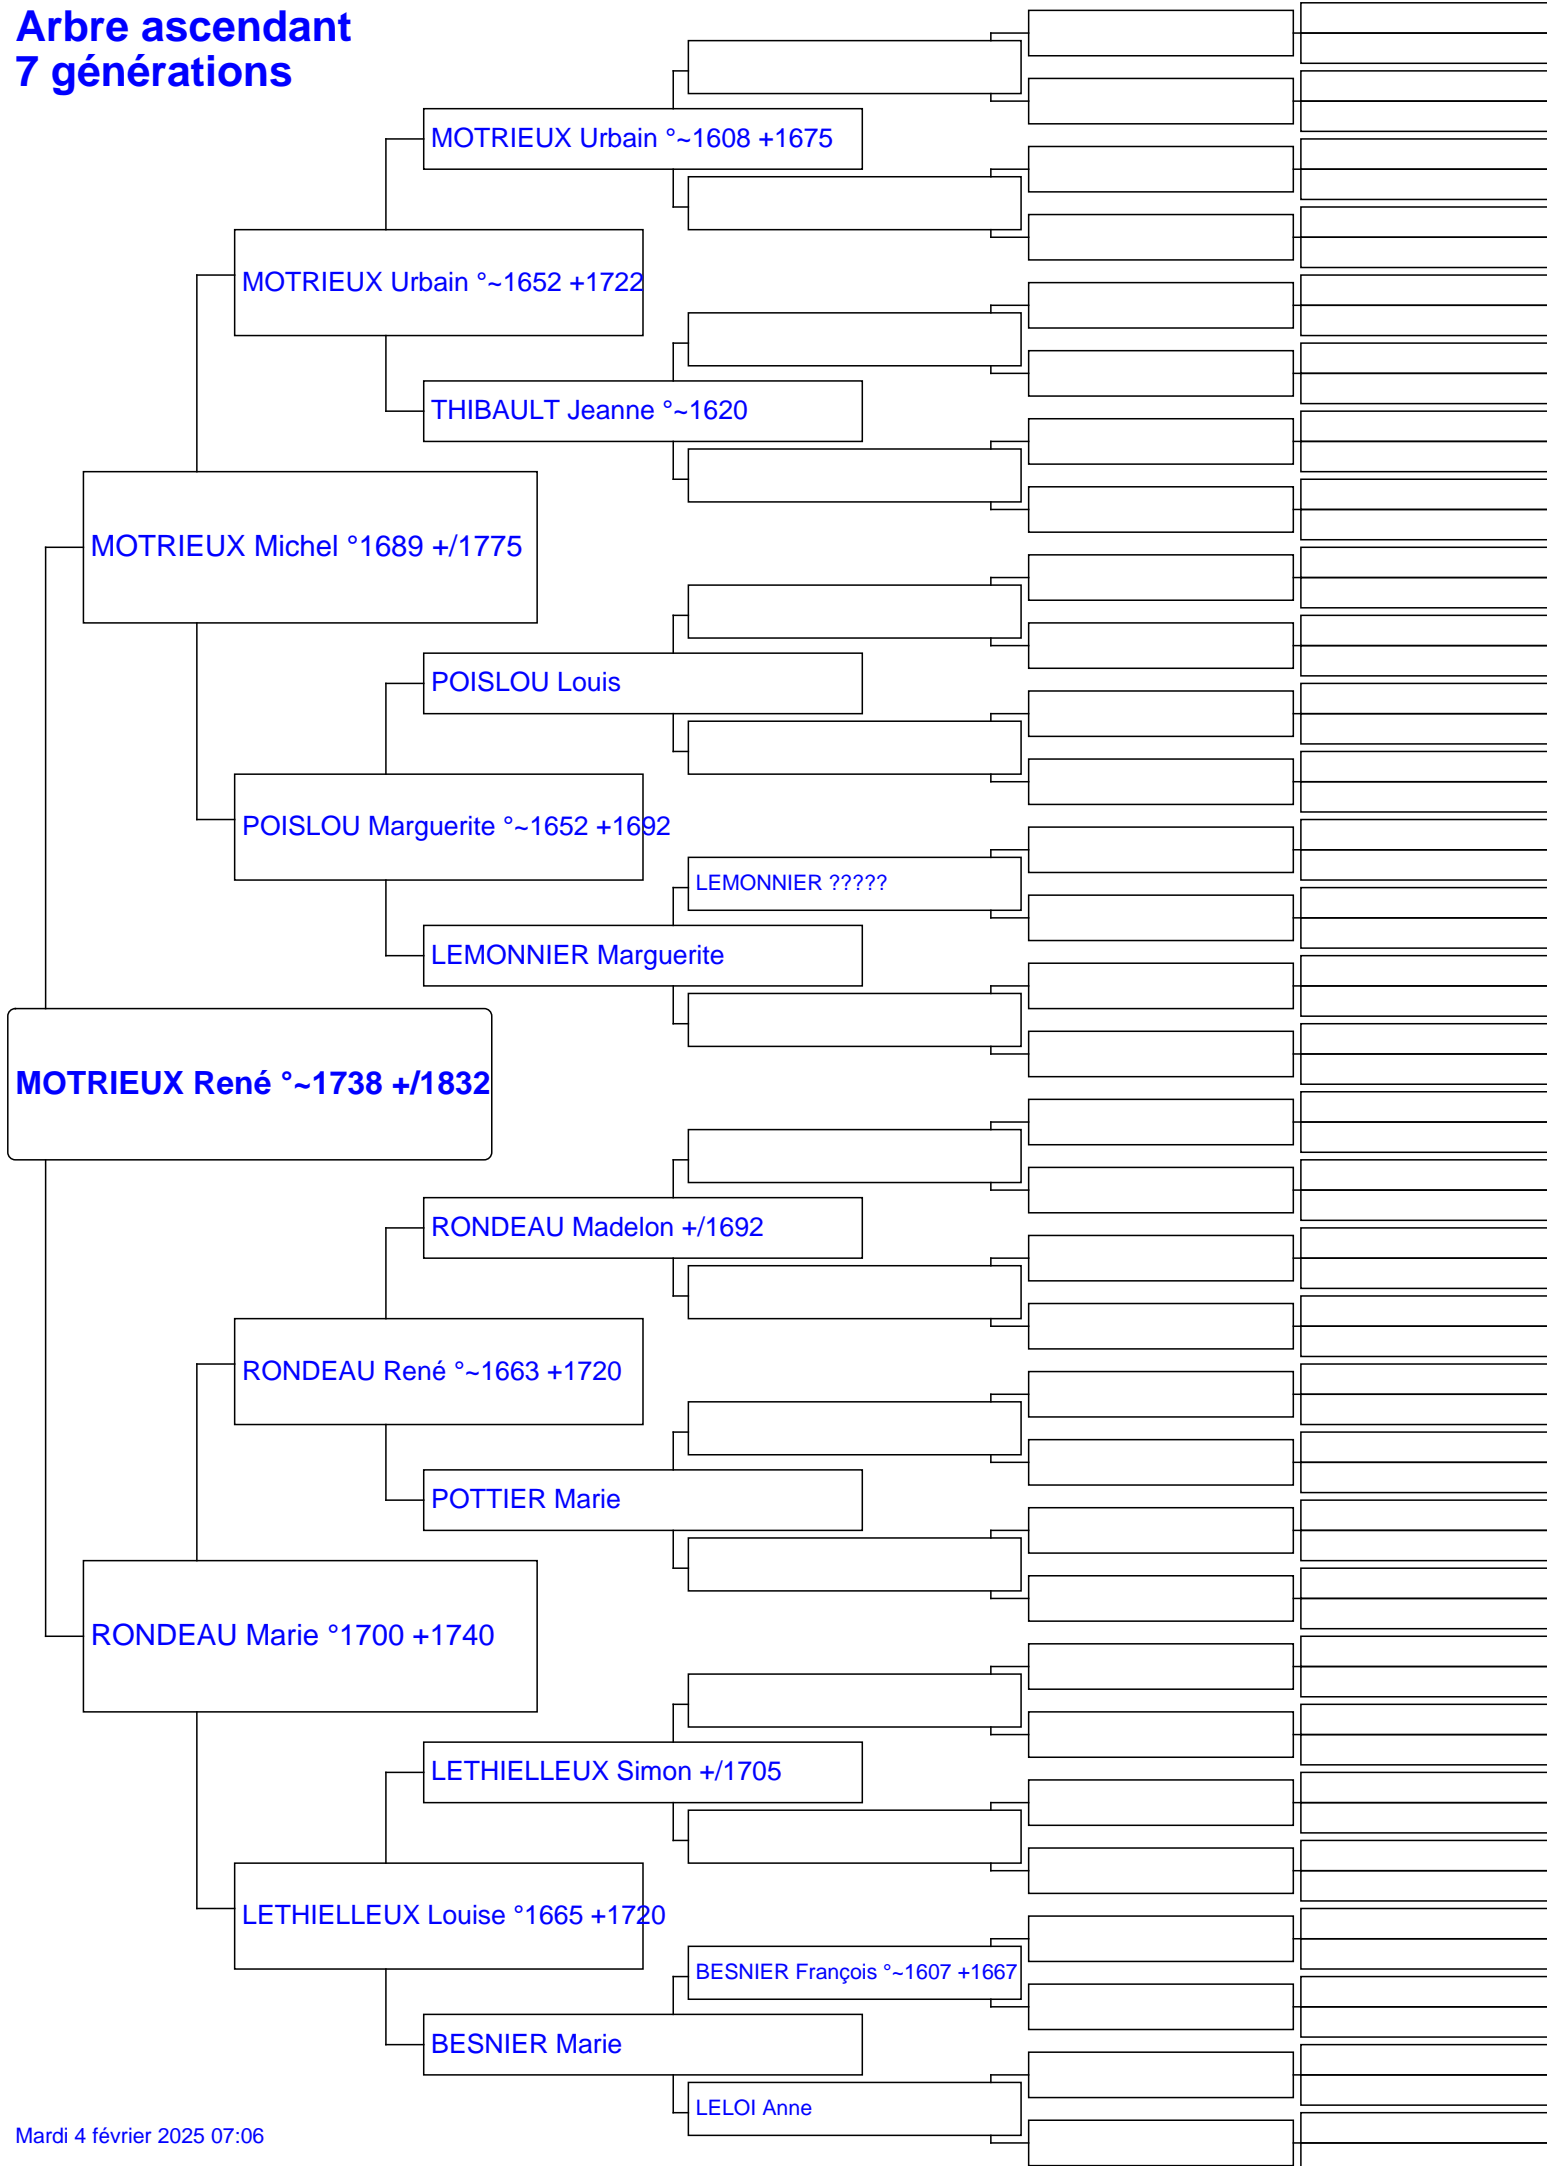 Arbre ascendant
7 générations
MOTRIEUX Urbain °~1608 +1675
MOTRIEUX Urbain °~1652 +1722
THIBAULT Jeanne °~1620
MOTRIEUX Michel °1689 +/1775
POISLOU Louis
POISLOU Marguerite °~1652 +1692
LEMONNIER ?????
LEMONNIER Marguerite
MOTRIEUX René °~1738 +/1832
RONDEAU Madelon +/1692
RONDEAU René °~1663 +1720
POTTIER Marie
RONDEAU Marie °1700 +1740
LETHIELLEUX Simon +/1705
LETHIELLEUX Louise °1665 +1720
BESNIER François °~1607 +1667
BESNIER Marie
LELOI Anne
Mardi 4 février 2025 07:06